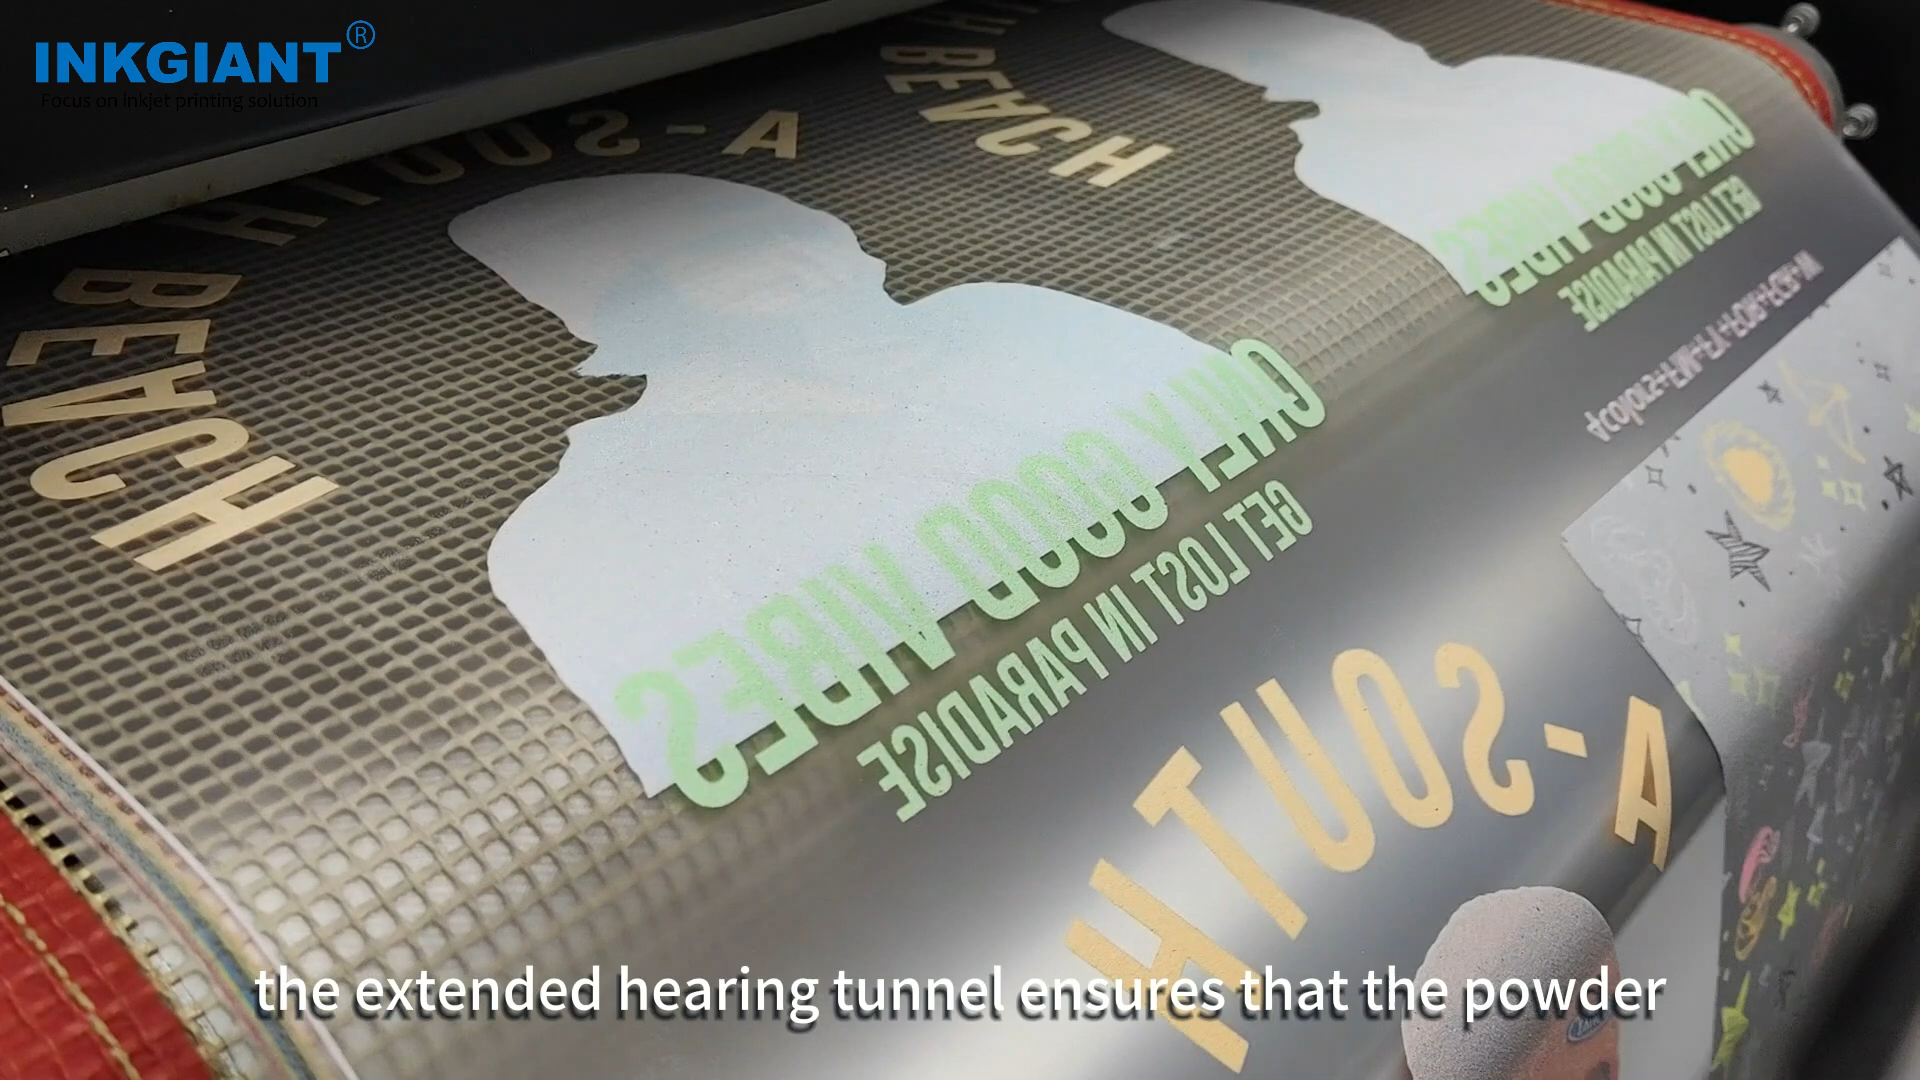 INKGIANT®
Focus on inkjet printing solution
A-SOUTH
BEACH
BEACH
ONLY GOOD VIBES
GET LOST IN PARADISE
ONLY GOOD VIBES
GET LOST IN PARADISE
A-SOUTH
the extended hearing tunnel ensures that the powder